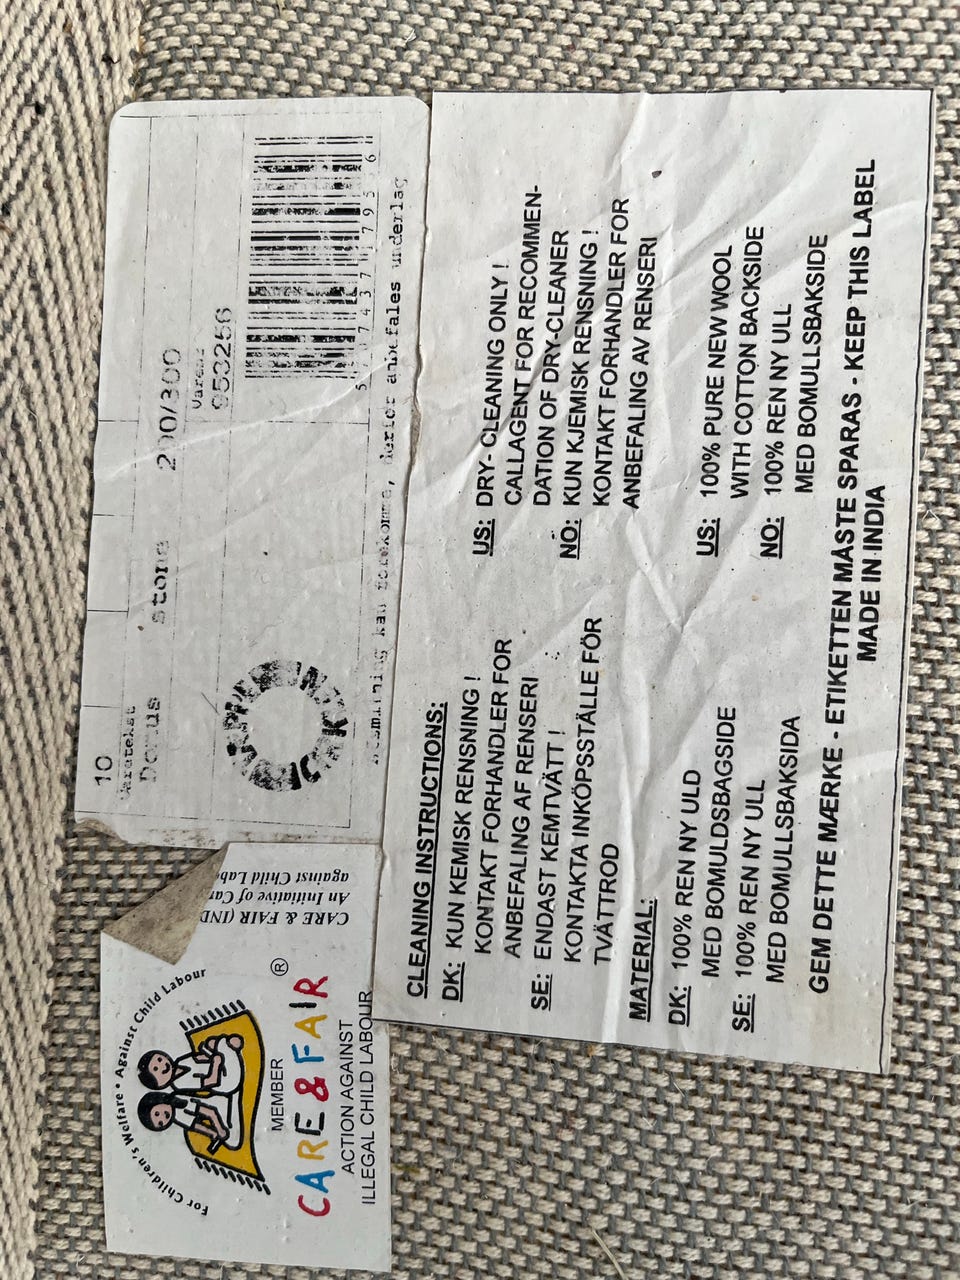 10
Varetekst
Dorus stone 200/300
Varenr
953256
5 707437 179536
forekomme, derfor anbefales underlag
For Children's Welfare • Against Child Labour
MEMBER
CARE & FAIR ®
ACTION AGAINST
ILLEGAL CHILD LABOUR
CARE & FAIR (IND
An Initiative of Car
against Child Labo
CLEANING INSTRUCTIONS:
DK: KUN KEMISK RENSNING !
KONTAKT FORHANDLER FOR
ANBEFALING AF RENSERI
SE: ENDAST KEMTVÄTT !
KONTAKTA INKÖPSSTÄLLE FÖR
TVÄTTROD
US: DRY- CLEANING ONLY !
CALLAGENT FOR RECOMMEN-
DATION OF DRY-CLEANER
NO: KUN KJEMISK RENSNING !
KONTAKT FORHANDLER FOR
ANBEFALING AV RENSERI
MATERIAL:
DK: 100% REN NY ULD
MED BOMULDSBAGSIDE
SE: 100% REN NY ULL
MED BOMULLSBAKSIDA
US: 100% PURE NEW WOOL
WITH COTTON BACKSIDE
NO: 100% REN NY ULL
MED BOMULLSBAKSIDE
GEM DETTE MÆRKE - ETIKETTEN MÅSTE SPARAS - KEEP THIS LABEL
MADE IN INDIA